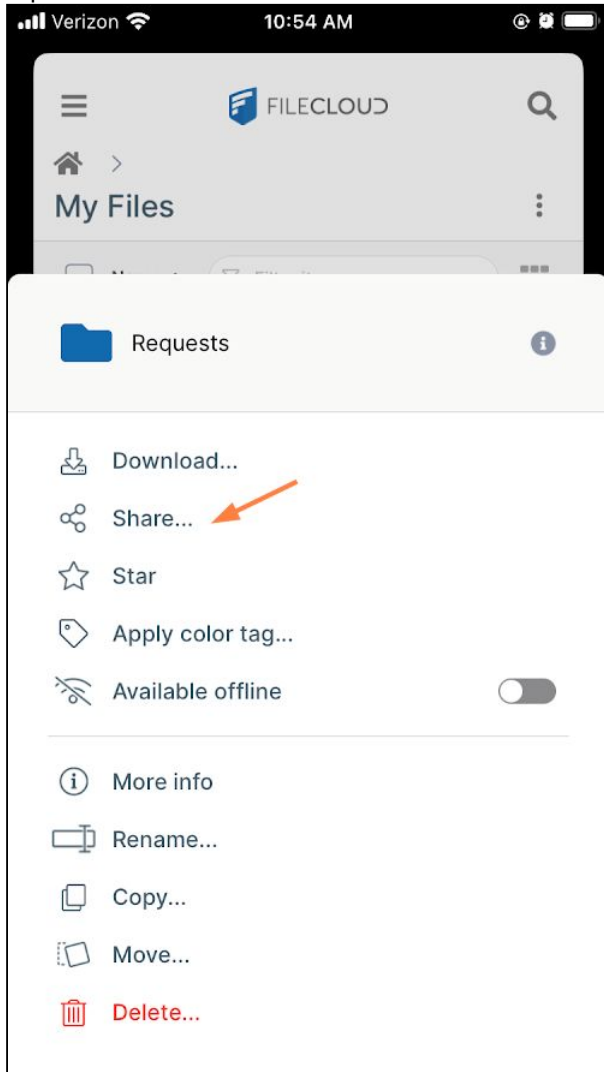 Verizon 10:54 AM
FILECLOUD
My Files
Requests
Download...
Share...
Star
Apply color tag...
Available offline
More info
Rename...
Copy...
Move...
Delete...